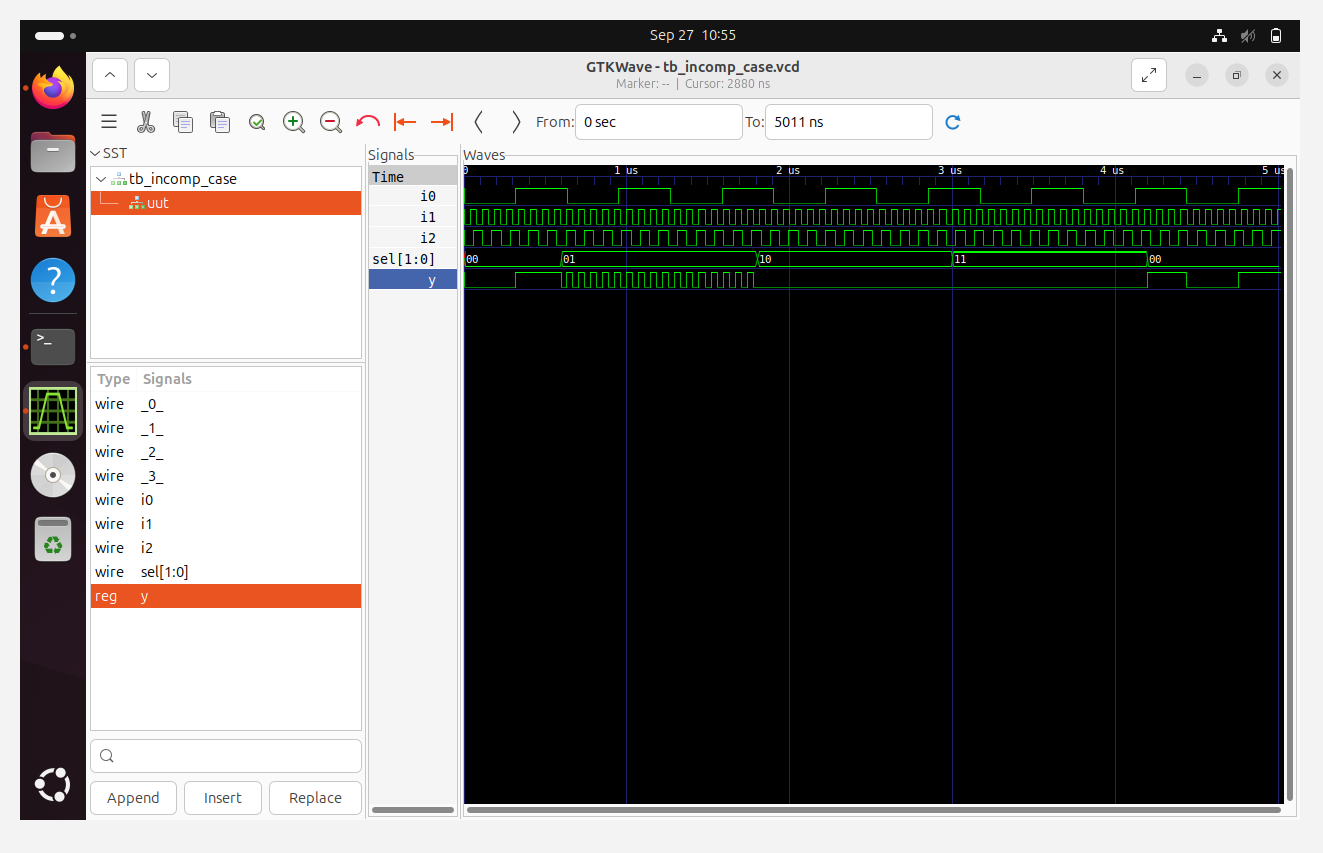 Sep 27 10:55
GTKWave - tb_incomp_case.vcd
Marker: -- | Cursor: 2880 ns
From: 0 sec To: 5011 ns
SST
tb_incomp_case
uut
Type Signals
wire _0_
wire _1_
wire _2_
wire _3_
wire i0
wire i1
wire i2
wire sel[1:0]
reg y
Append Insert Replace
Signals
Time
i0
i1
i2
sel[1:0]
y
Waves
0 1 us 2 us 3 us 4 us 5 us
00 01 10 11 00
>_